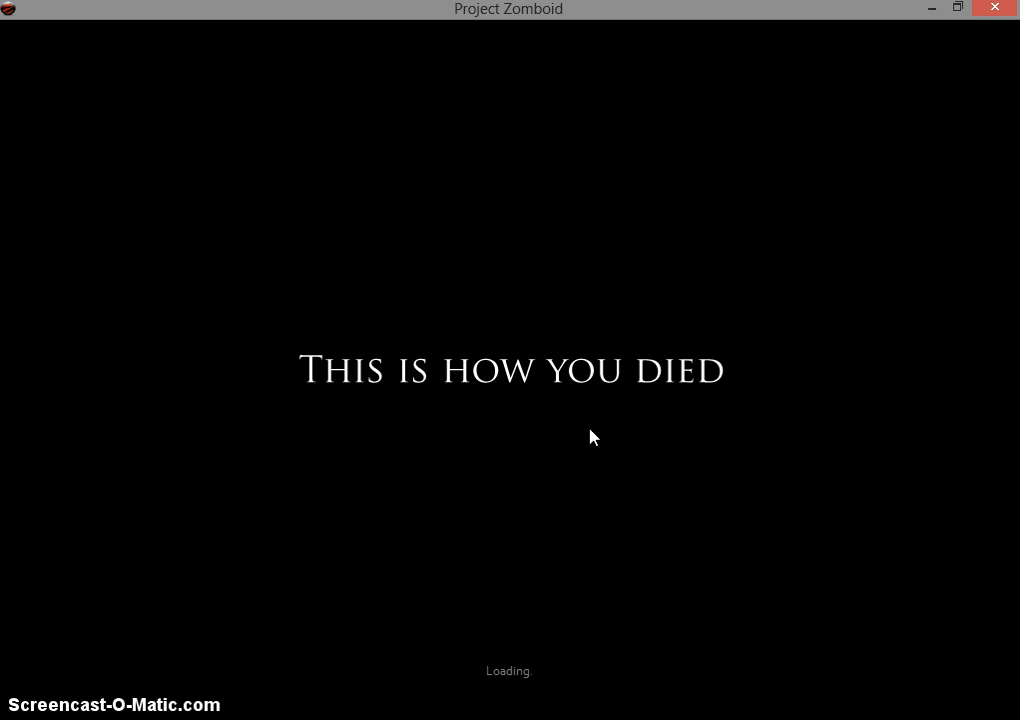 Project Zomboid
This is how you died
Loading.
Screencast-O-Matic.com